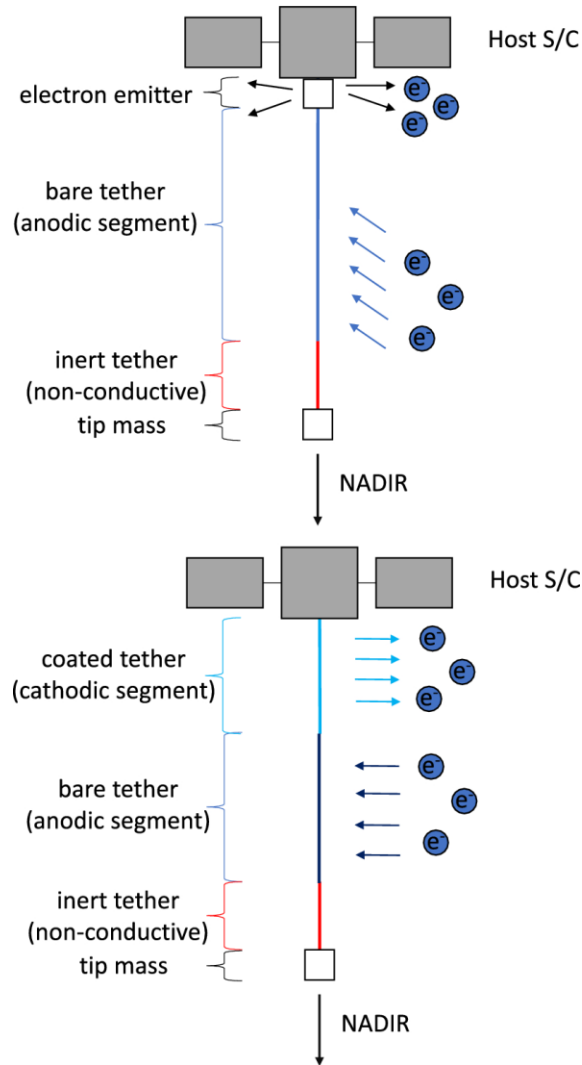 Host S/C
electron emitter
e⁻
e⁻
e⁻
bare tether
(anodic segment)
e⁻
e⁻
e⁻
inert tether
(non-conductive)
tip mass
NADIR
Host S/C
coated tether
(cathodic segment)
e⁻
e⁻
e⁻
bare tether
(anodic segment)
e⁻
e⁻
e⁻
inert tether
(non-conductive)
tip mass
NADIR